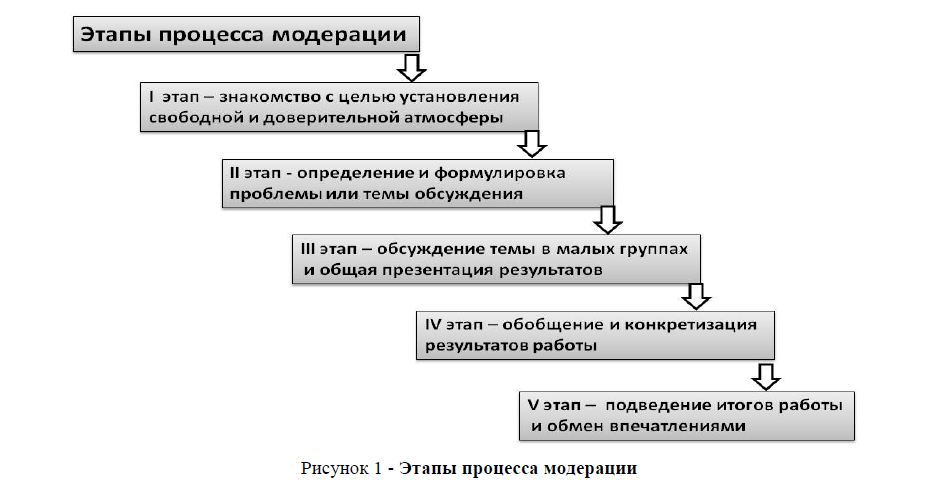 Этапы процесса модерации
I этап – знакомство с целью установления
свободной и доверительной атмосферы
II этап - определение и формулировка
проблемы или темы обсуждения
III этап – обсуждение темы в малых группах
и общая презентация результатов
IV этап – обобщение и конкретизация
результатов работы
V этап – подведение итогов работы
и обмен впечатлениями
Рисунок 1 - Этапы процесса модерации